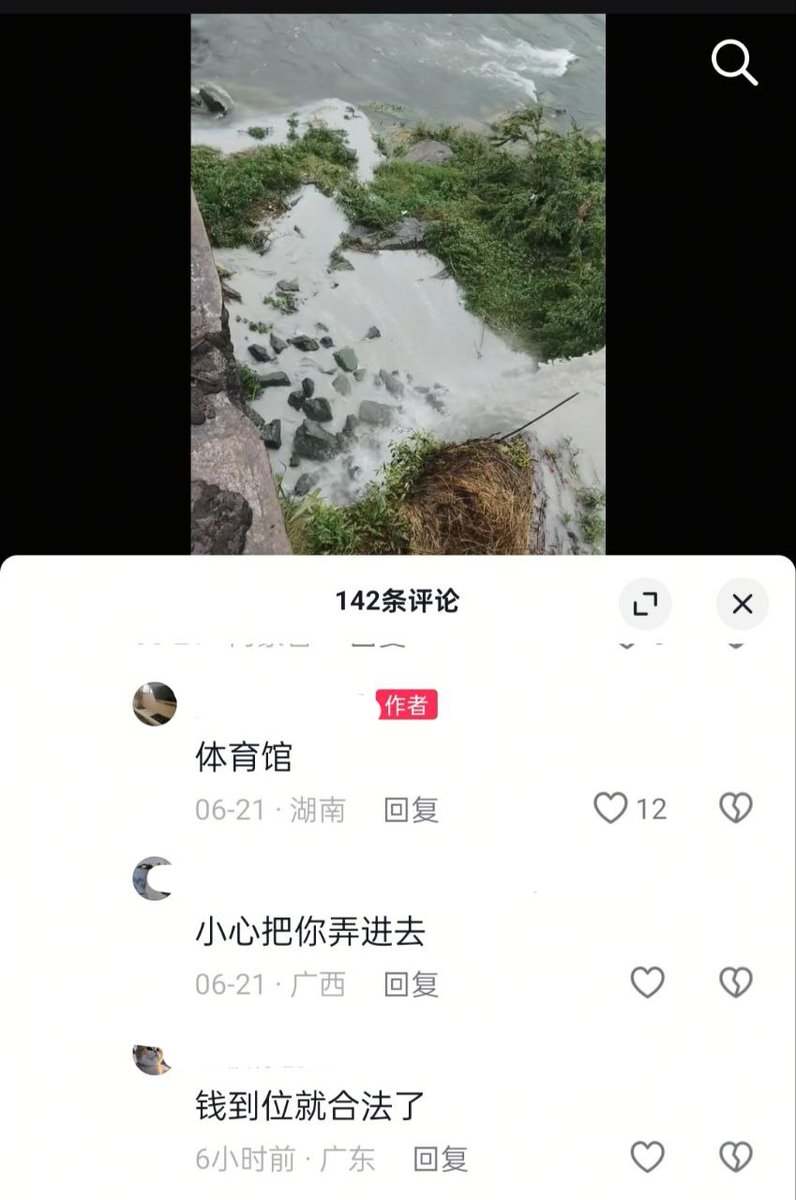 142条评论
作者
体育馆
06-21 · 湖南 回复
12
小心把你弄进去
06-21 · 广西 回复
钱到位就合法了
6小时前 · 广东 回复